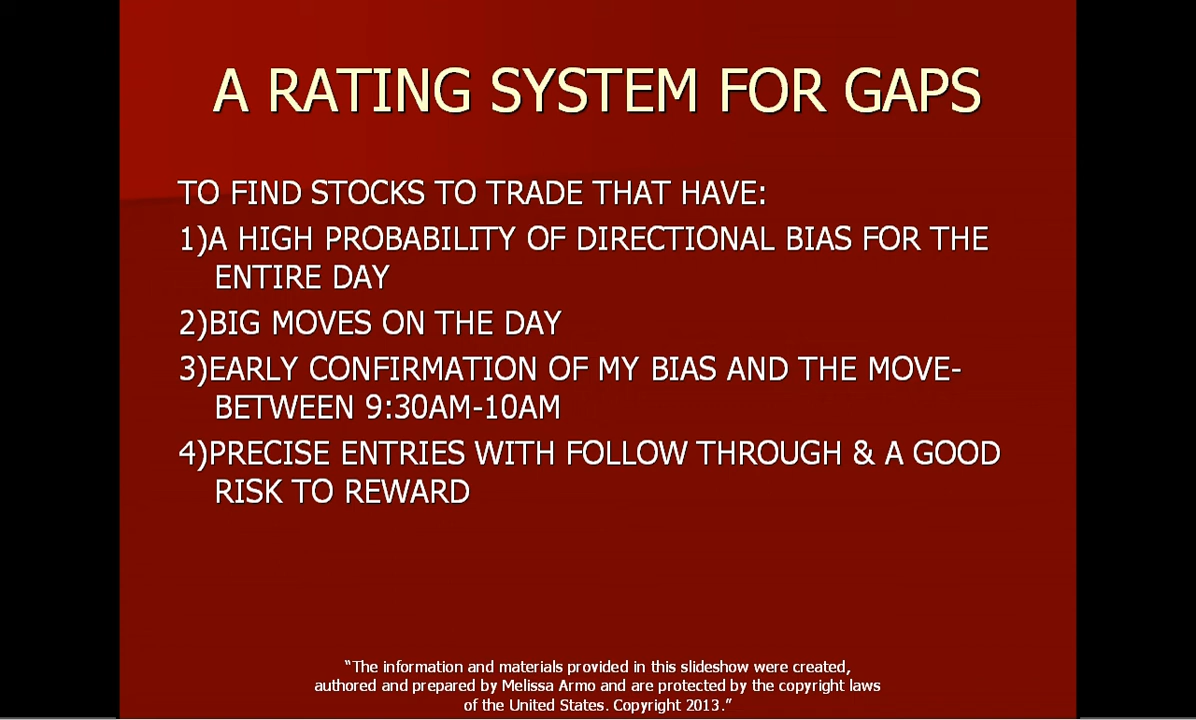 A RATING SYSTEM FOR GAPS
TO FIND STOCKS TO TRADE THAT HAVE:
1)A HIGH PROBABILITY OF DIRECTIONAL BIAS FOR THE
ENTIRE DAY
2)BIG MOVES ON THE DAY
3)EARLY CONFIRMATION OF MY BIAS AND THE MOVE-
BETWEEN 9:30AM-10AM
4)PRECISE ENTRIES WITH FOLLOW THROUGH & A GOOD
RISK TO REWARD
“The information and materials provided in this slideshow were created,
authored and prepared by Melissa Armo and are protected by the copyright laws
of the United States. Copyright 2013.”